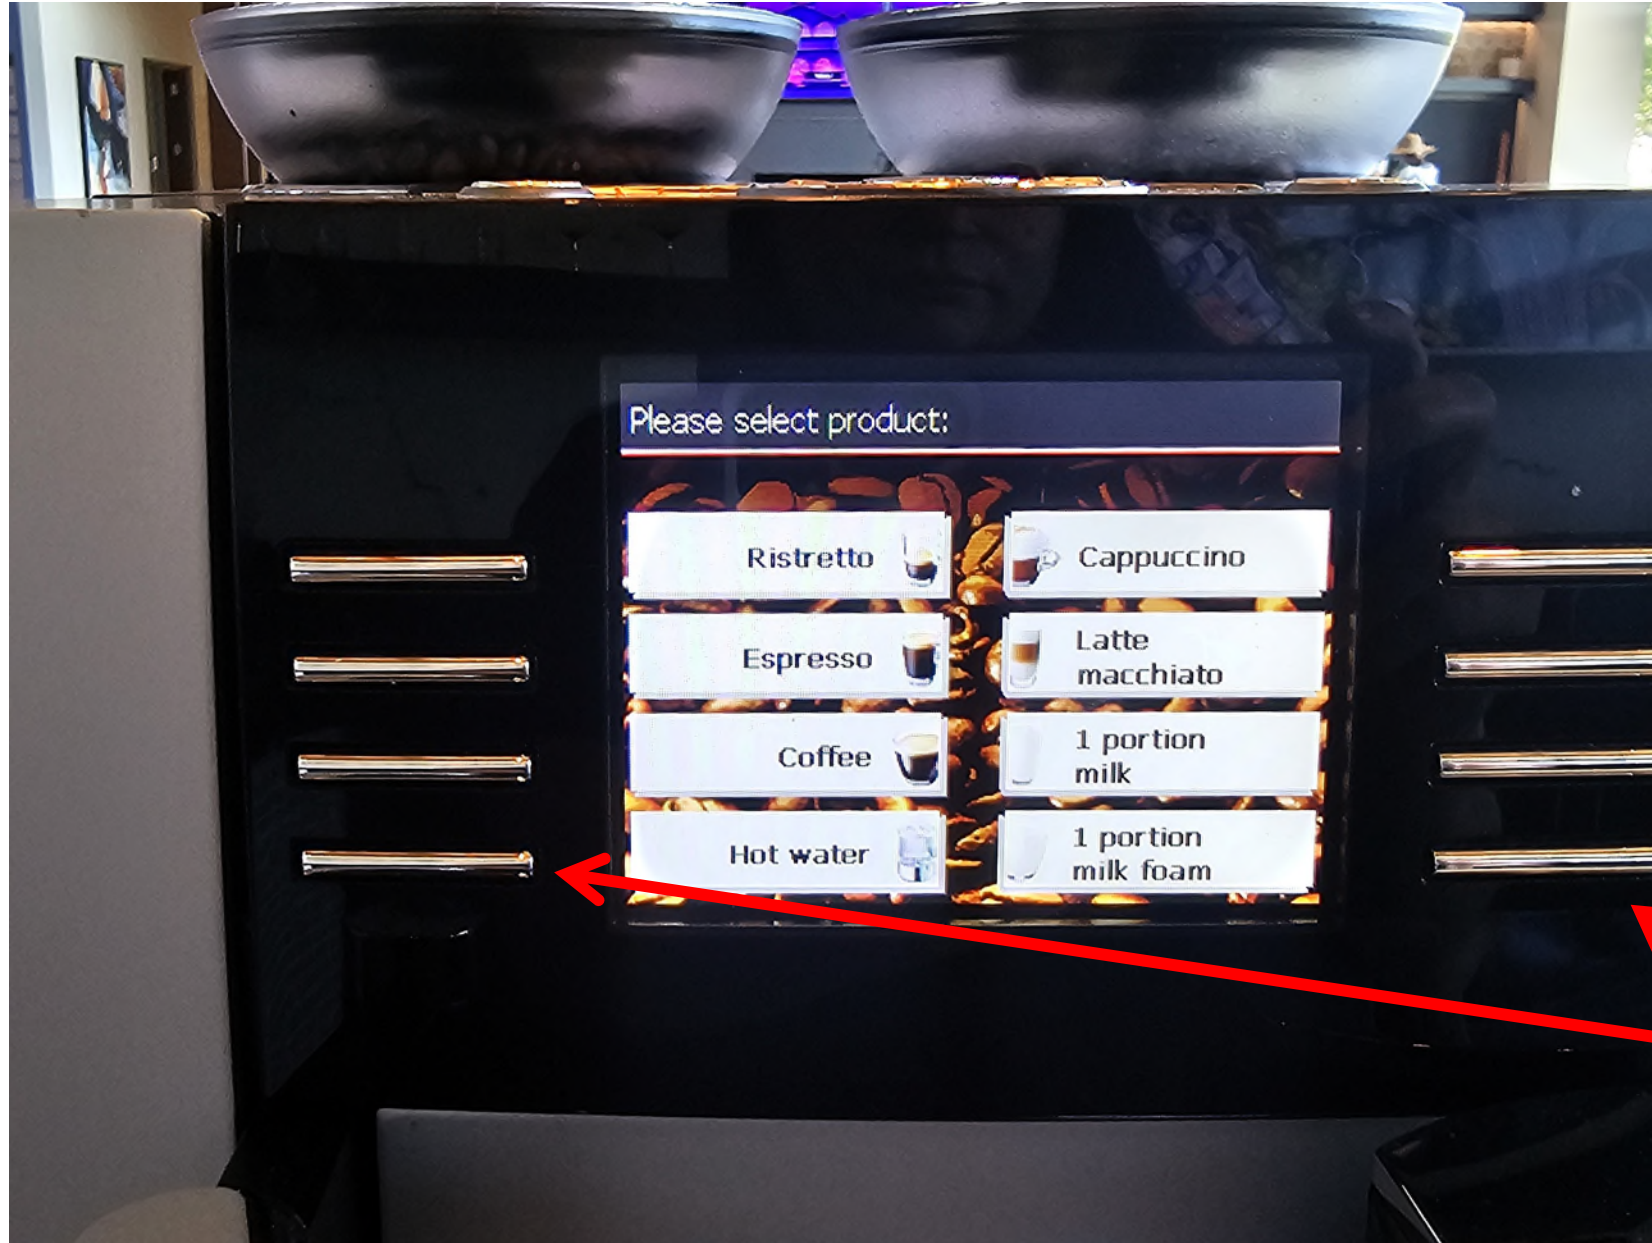 Please select product:
Ristretto
Cappuccino
Espresso
Latte
macchiato
Coffee
1 portion
milk
Hot water
1 portion
milk foam